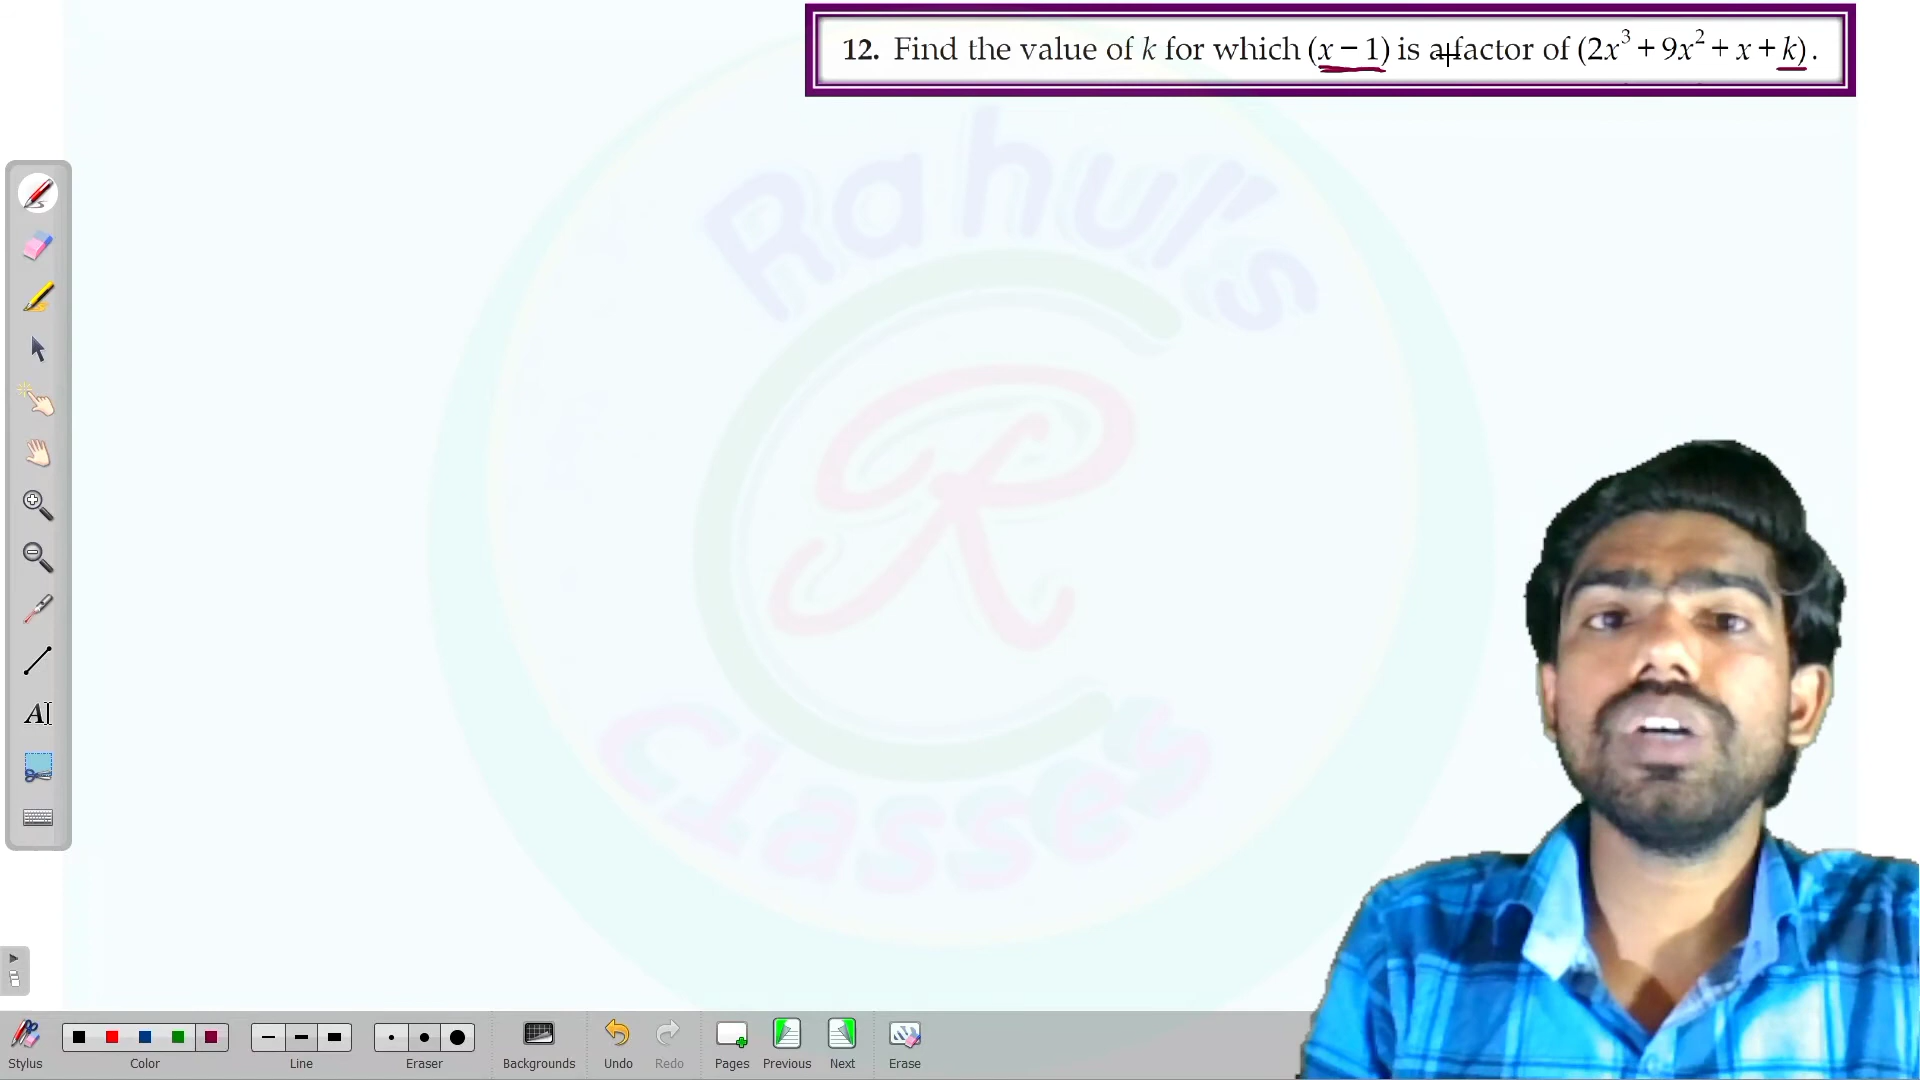 12. Find the value of k for which (x − 1) is a factor of (2x³ + 9x² + x + k).
Rahul's
R
Classes
AI
Stylus
Color
Line
Eraser
Backgrounds
Undo
Redo
Pages
Previous
Next
Erase